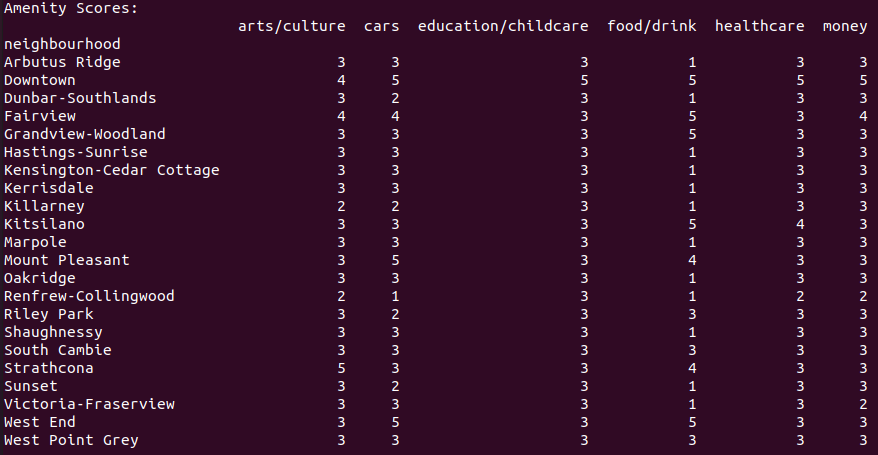 Amenity Scores:
arts/culture cars education/childcare food/drink healthcare money
neighbourhood
Arbutus Ridge 3 3 3 1 3 3
Downtown 4 5 5 5 5 5
Dunbar-Southlands 3 2 3 1 3 3
Fairview 4 4 3 5 3 4
Grandview-Woodland 3 3 3 5 3 3
Hastings-Sunrise 3 3 3 1 3 3
Kensington-Cedar Cottage 3 3 3 1 3 3
Kerrisdale 3 3 3 1 3 3
Killarney 2 2 3 1 3 3
Kitsilano 3 3 3 5 4 3
Marpole 3 3 3 1 3 3
Mount Pleasant 3 5 3 4 3 3
Oakridge 3 3 3 1 3 3
Renfrew-Collingwood 2 1 3 1 2 2
Riley Park 3 2 3 3 3 3
Shaughnessy 3 3 3 1 3 3
South Cambie 3 3 3 3 3 3
Strathcona 5 3 3 4 3 3
Sunset 3 2 3 1 3 3
Victoria-Fraserview 3 3 3 1 3 2
West End 3 5 3 5 3 3
West Point Grey 3 3 3 3 3 3